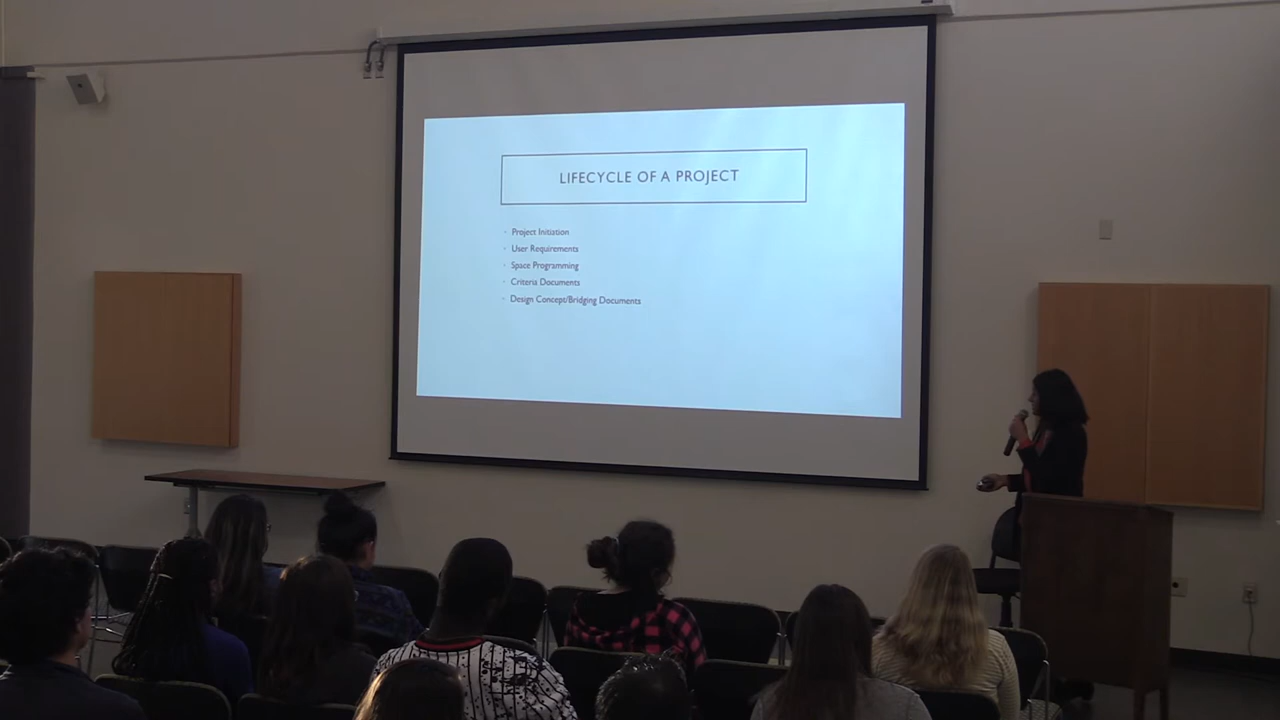 LIFECYCLE OF A PROJECT
· Project Initiation
· User Requirements
· Space Programming
· Criteria Documents
· Design Concept/Bridging Documents